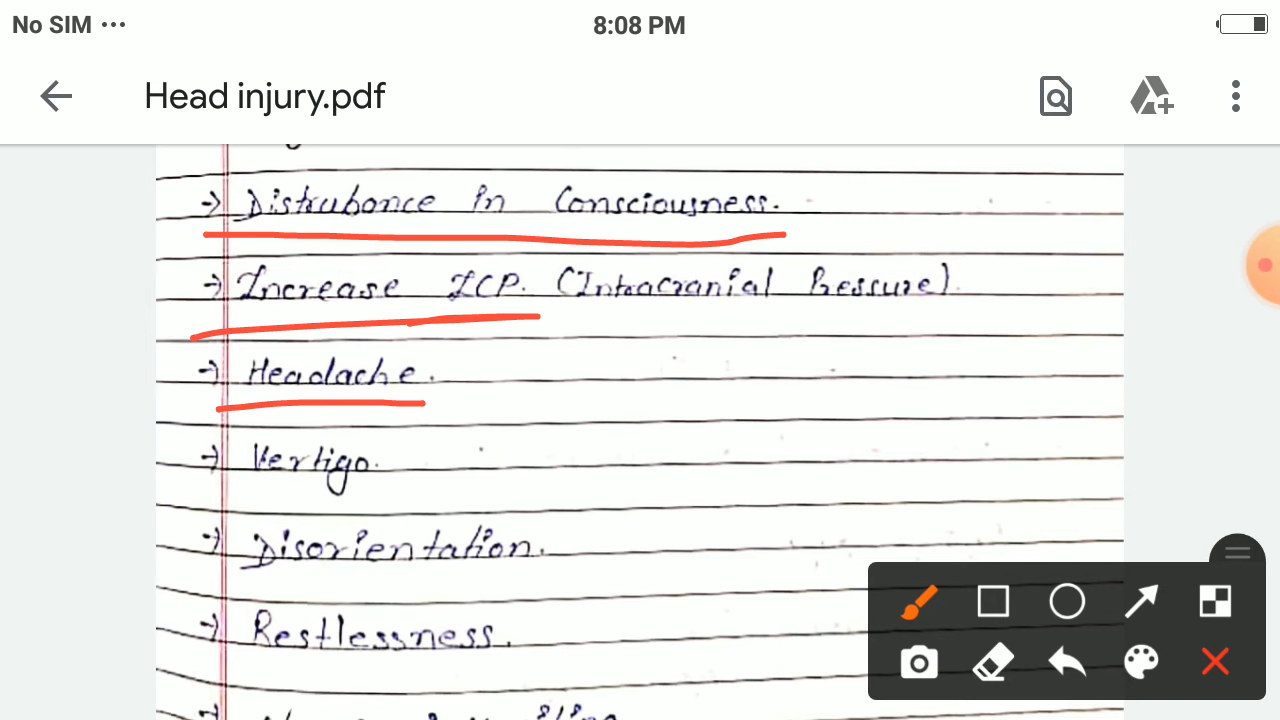 No SIM ···
8:08 PM
Head injury.pdf
→ Distrubance in Consciousness.
→ Increase ICP. (Intracranial Pressure).
→ Headache.
→ Vertigo.
→ Disorientation.
→ Restlessness.